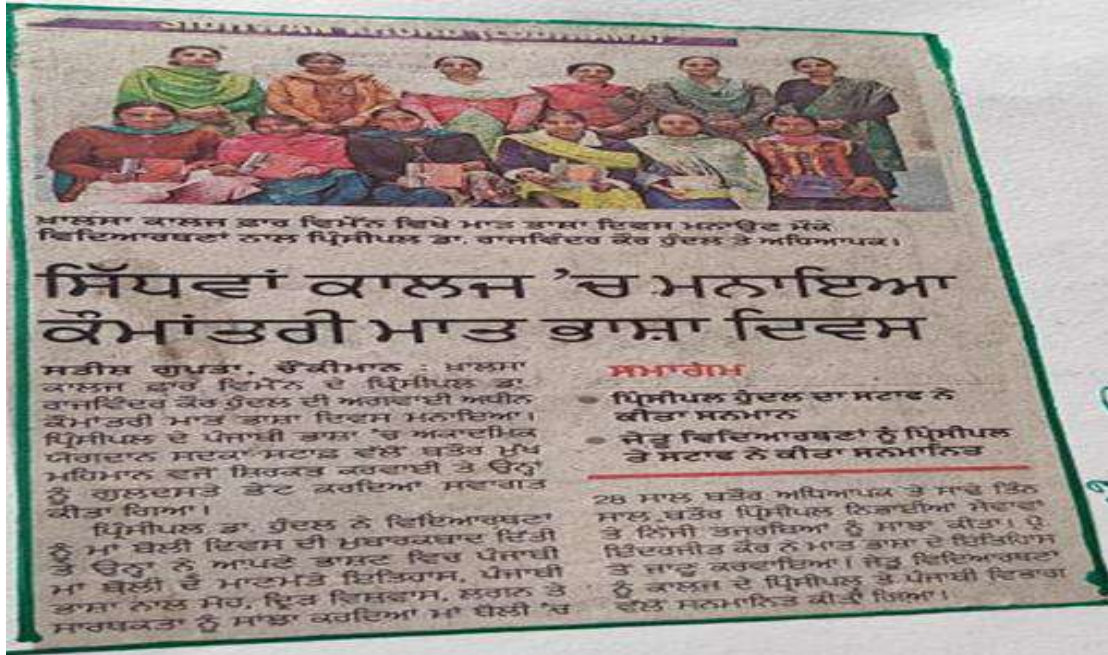 ਖ਼ਾਲਸਾ ਕਾਲਜ ਫ਼ਾਰ ਵਿਮੈੱਨ ਵਿਖੇ ਮਾਤ ਭਾਸ਼ਾ ਦਿਵਸ ਮਨਾਉਣ ਮੌਕੇ
ਵਿਦਿਆਰਥਣਾਂ ਨਾਲ ਪ੍ਰਿੰਸੀਪਲ ਡਾ. ਰਾਜਵਿੰਦਰ ਕੌਰ ਹੁੰਦਲ ਤੇ ਅਧਿਆਪਕ।
ਸਿੱਧਵਾਂ ਕਾਲਜ ’ਚ ਮਨਾਇਆ
ਕੌਮਾਂਤਰੀ ਮਾਤ ਭਾਸ਼ਾ ਦਿਵਸ
ਸਤੀਸ਼ ਗੁਪਤਾ, ਚੌਕੀਮਾਨ : ਖ਼ਾਲਸਾ
ਕਾਲਜ ਫ਼ਾਰ ਵਿਮੈੱਨ ਦੇ ਪ੍ਰਿੰਸੀਪਲ ਡਾ.
ਰਾਜਵਿੰਦਰ ਕੌਰ ਹੁੰਦਲ ਦੀ ਅਗਵਾਈ ਅਧੀਨ
ਕੌਮਾਂਤਰੀ ਮਾਤ ਭਾਸ਼ਾ ਦਿਵਸ ਮਨਾਇਆ।
ਪ੍ਰਿੰਸੀਪਲ ਦੇ ਪੰਜਾਬੀ ਭਾਸ਼ਾ ’ਚ ਅਕਾਦਮਿਕ
ਯੋਗਦਾਨ ਸਦਕਾ ਸਟਾਫ਼ ਵੱਲੋਂ ਬਤੌਰ ਮੁੱਖ
ਮਹਿਮਾਨ ਵਜੋਂ ਸ਼ਿਰਕਤ ਕਰਵਾਈ ਤੇ ਉਨ੍ਹਾਂ
ਨੂੰ ਗੁਲਦਸਤੇ ਭੇਟ ਕਰਦਿਆ ਸਵਾਗਤ
ਕੀਤਾ ਗਿਆ।
ਪ੍ਰਿੰਸੀਪਲ ਡਾ. ਹੁੰਦਲ ਨੇ ਵਿਦਿਆਰਥਣਾਂ
ਨੂੰ ਮਾਂ ਬੋਲੀ ਦਿਵਸ ਦੀ ਮੁਬਾਰਕਬਾਦ ਦਿੱਤੀ
ਤੇ ਉਨ੍ਹਾਂ ਨੇ ਆਪਣੇ ਭਾਸ਼ਣ ਵਿਚ ਪੰਜਾਬੀ
ਮਾਂ ਬੋਲੀ ਦੇ ਮਾਣਮੱਤੇ ਇਤਿਹਾਸ, ਪੰਜਾਬੀ
ਭਾਸ਼ਾ ਨਾਲ ਮੋਹ, ਦ੍ਰਿੜ ਵਿਸ਼ਵਾਸ, ਲਗਨ ਤੇ
ਸਾਰਥਕਤਾ ਨੂੰ ਸਾਂਝਾ ਕਰਦਿਆਂ ਮਾਂ ਬੋਲੀ ’ਚ
ਸਮਾਗਮ
ਪ੍ਰਿੰਸੀਪਲ ਹੁੰਦਲ ਦਾ ਸਟਾਫ ਨੇ
ਕੀਤਾ ਸਨਮਾਨ
ਜੇਤੂ ਵਿਦਿਆਰਥਣਾਂ ਨੂੰ ਪ੍ਰਿੰਸੀਪਲ
ਤੇ ਸਟਾਫ ਨੇ ਕੀਤਾ ਸਨਮਾਨਿਤ
28 ਸਾਲ ਬਤੌਰ ਅਧਿਆਪਕ ਤੇ ਸਾਢੇ ਤਿੰਨ
ਸਾਲ ਬਤੌਰ ਪ੍ਰਿੰਸੀਪਲ ਨਿਭਾਈਆਂ ਸੇਵਾਵਾਂ
ਤੇ ਨਿੱਜੀ ਤਜਰਬਿਆਂ ਨੂੰ ਸਾਂਝਾ ਕੀਤਾ। ਪ੍ਰੋ.
ਕੌਰ ਨੇ ਮਾਤ ਭਾਸ਼ਾ ਦੇ ਇਤਿਹਾਸ
ਤੋਂ ਜਾਣੂ ਕਰਵਾਇਆ। ਜੇਤੂ ਵਿਦਿਆਰਥਣਾਂ
ਨੂੰ ਕਾਲਜ ਦੇ ਪ੍ਰਿੰਸੀਪਲ ਤੇ ਪੰਜਾਬੀ ਵਿਭਾਗ
ਵੱਲੋਂ ਸਨਮਾਨਿਤ ਕੀਤਾ ਗਿਆ।